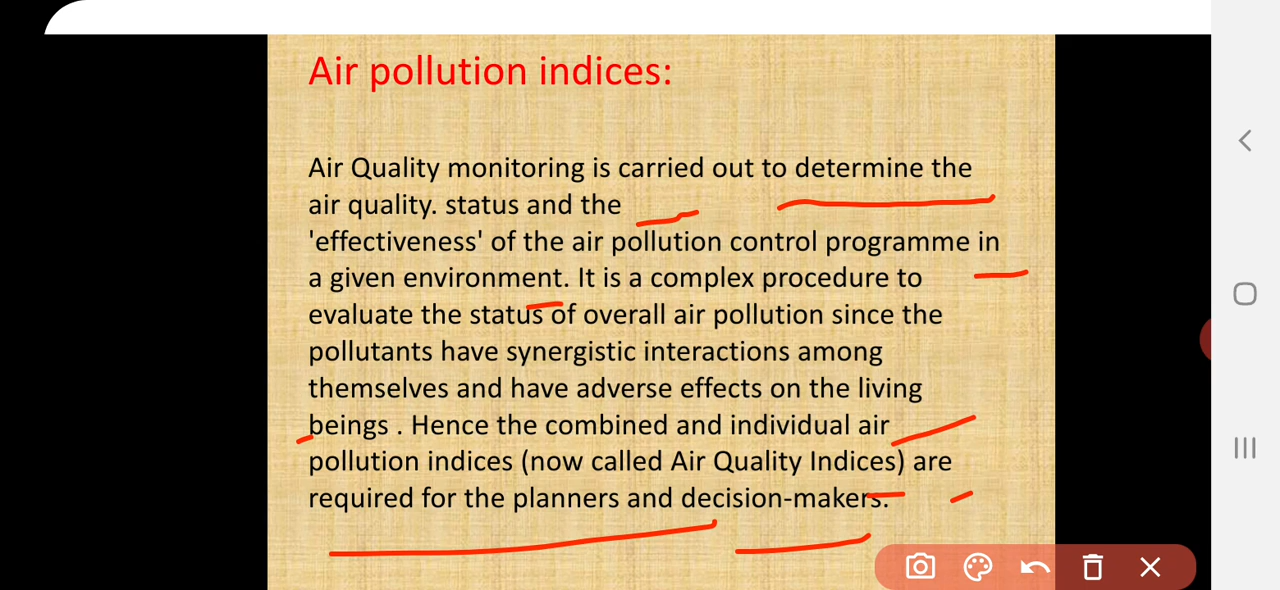 Air pollution indices:
Air Quality monitoring is carried out to determine the
air quality. status and the
'effectiveness' of the air pollution control programme in
a given environment. It is a complex procedure to
evaluate the status of overall air pollution since the
pollutants have synergistic interactions among
themselves and have adverse effects on the living
beings . Hence the combined and individual air
pollution indices (now called Air Quality Indices) are
required for the planners and decision-makers.